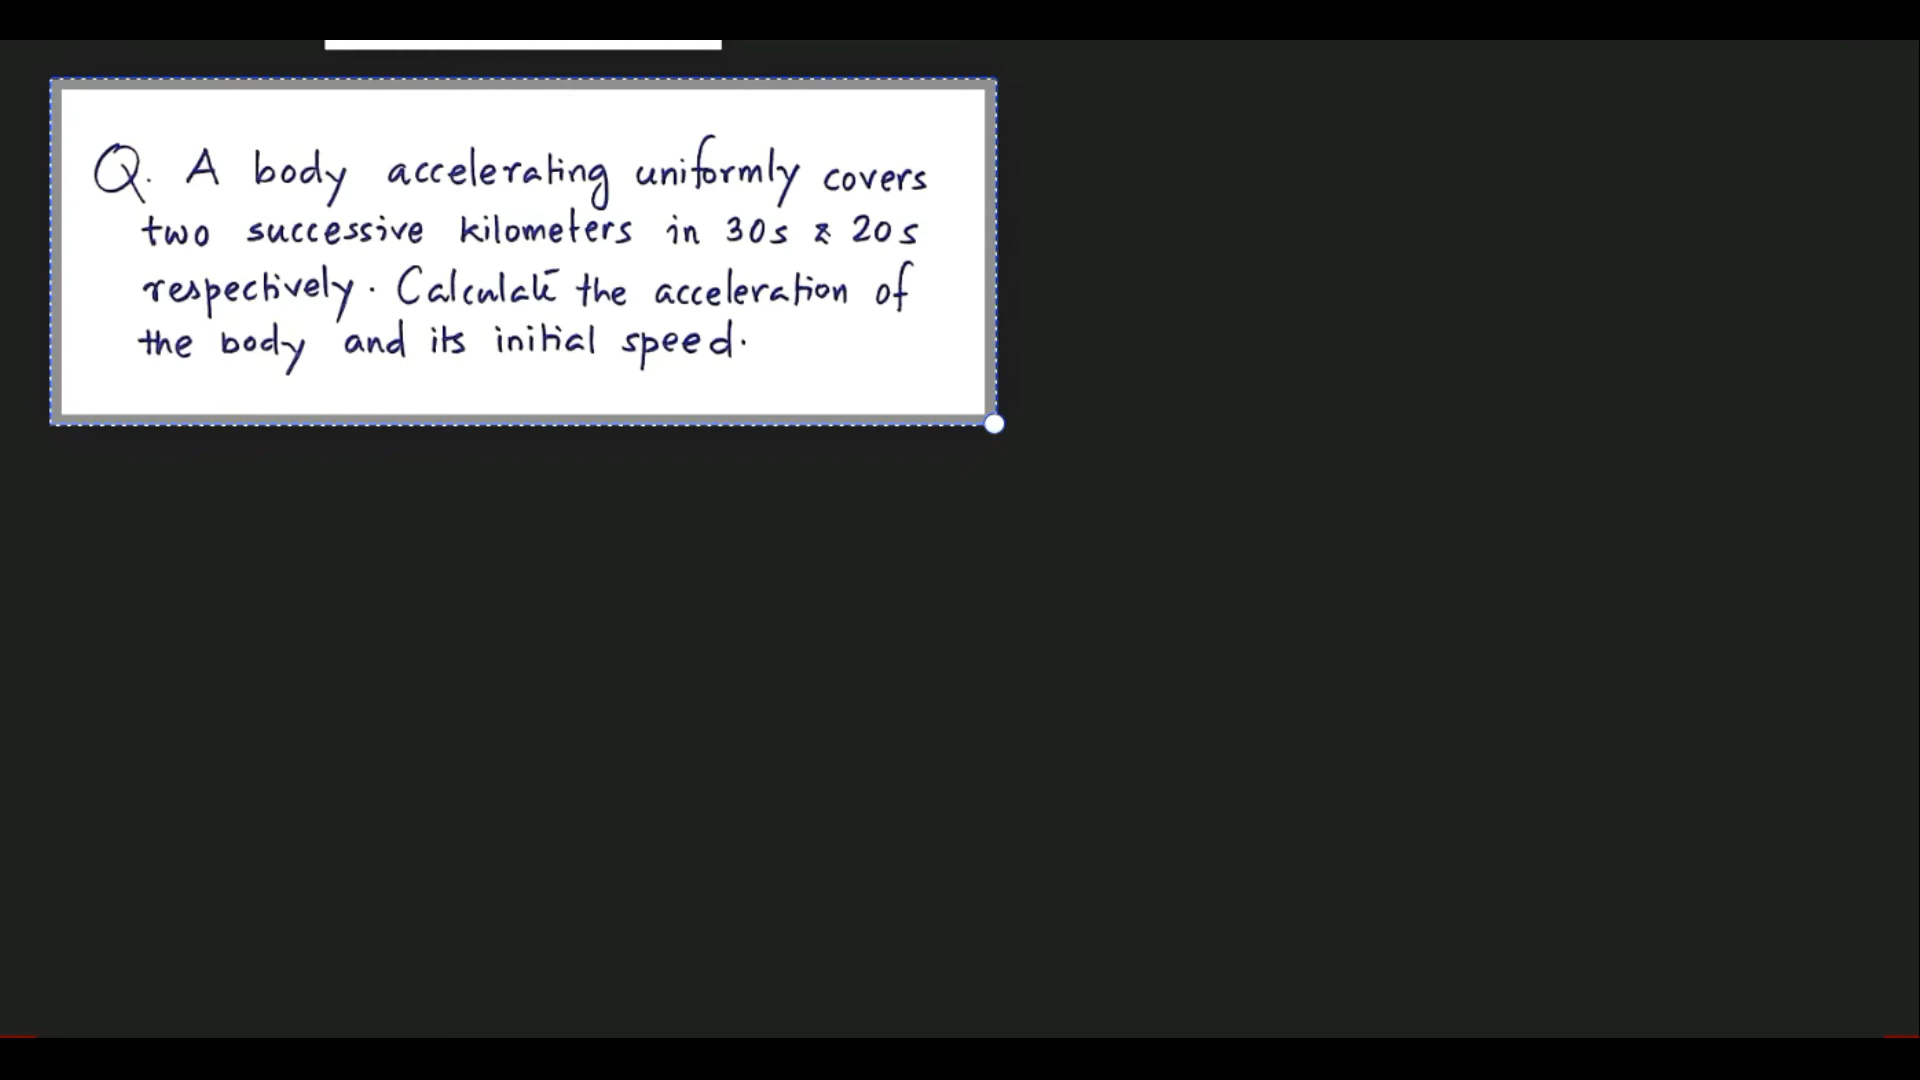 Q. A body accelerating uniformly covers
two successive kilometers in 30s & 20s
respectively. Calculate the acceleration of
the body and its initial speed.